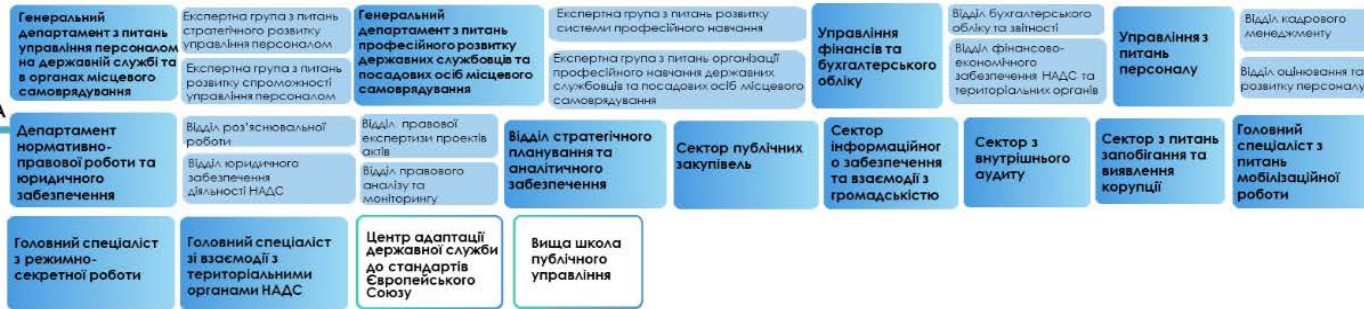 Генеральний
департамент з питань
управління персоналом
на державній службі та
в органах місцевого
самоврядування
Експертна група з питань
стратегічного розвитку
управління персоналом
Експертна група з питань
розвитку спроможності
управління персоналом
Генеральний
департамент з питань
професійного розвитку
державних службовців та
посадових осіб місцевого
самоврядування
Експертна група з питань розвитку
системи професійного навчання
Експертна група з питань організації
професійного навчання державних
службовців та посадових осіб місцевого
самоврядування
Управління
фінансів та
бухгалтерського
обліку
Відділ бухгалтерського
обліку та звітності
Відділ фінансово-
економічного
забезпечення НАДС та
територіальних органів
Управління з
питань
персоналу
Відділ кадрового
менеджменту
Відділ оцінювання та
розвитку персоналу
А
Департамент
нормативно-
правової роботи та
юридичного
забезпечення
Відділ роз'яснювальної
роботи
Відділ юридичного
забезпечення
діяльності НАДС
Відділ правової
експертизи проектів
актів
Відділ правового
аналізу та
моніторингу
Відділ стратегічного
планування та
аналітичного
забезпечення
Сектор публічних
закупівель
Сектор
інформаційног
о забезпечення
та взаємодії з
громадськістю
Сектор з
внутрішнього
аудиту
Сектор з питань
запобігання та
виявлення
корупції
Головний
спеціаліст з
питань
мобілізаційної
роботи
Головний спеціаліст
з режимно-
секретної роботи
Головний спеціаліст
зі взаємодії з
територіальними
органами НАДС
Центр адаптації
державної служби
до стандартів
Європейського
Союзу
Вища школа
публічного
управління